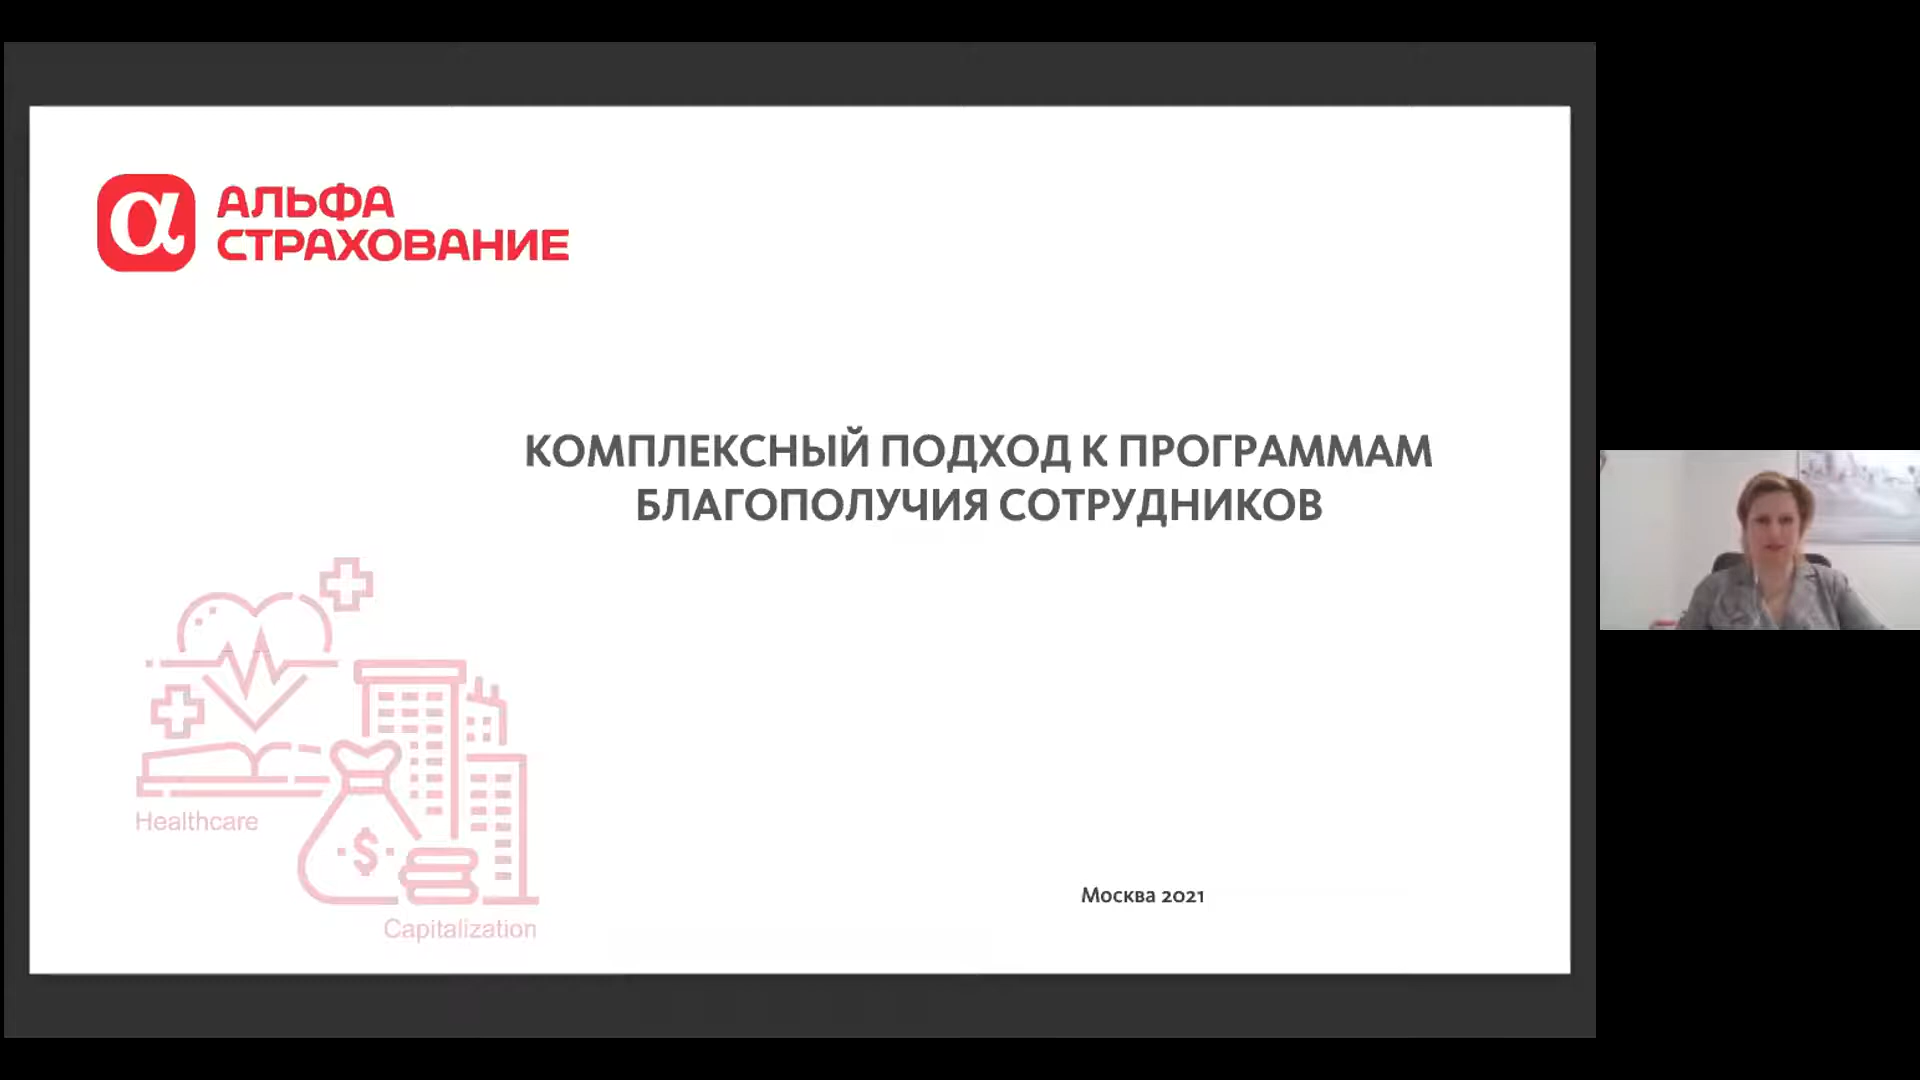 α АЛЬФА
СТРАХОВАНИЕ
КОМПЛЕКСНЫЙ ПОДХОД К ПРОГРАММАМ
БЛАГОПОЛУЧИЯ СОТРУДНИКОВ
Healthcare
$
Capitalization
Москва 2021